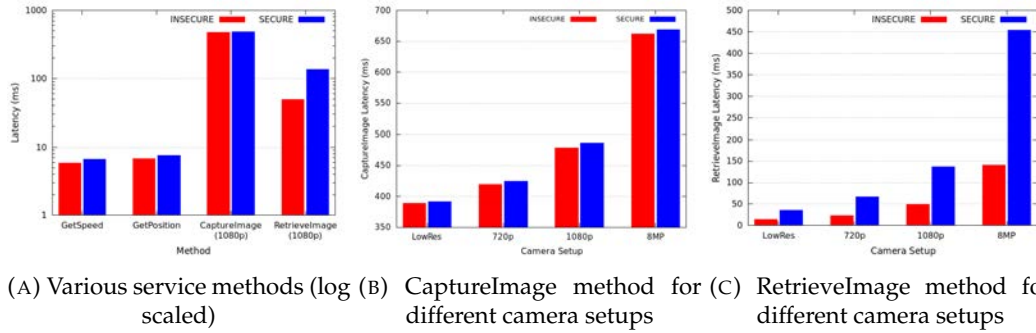 1000
100
10
1
Latency (ms)
INSECURE
SECURE
GetSpeed
GetPosition
CaptureImage
(1080p)
RetrieveImage
(1080p)
Method
700
650
600
550
500
450
400
350
CaptureImage Latency (ms)
INSECURE
SECURE
LowRes
720p
1080p
8MP
Camera Setup
500
450
400
350
300
250
200
150
100
50
0
RetrieveImage Latency (ms)
INSECURE
SECURE
LowRes
720p
1080p
8MP
Camera Setup
(A) Various service methods (log
scaled)
(B) CaptureImage method for
different camera setups
(C) RetrieveImage method fo
different camera setups